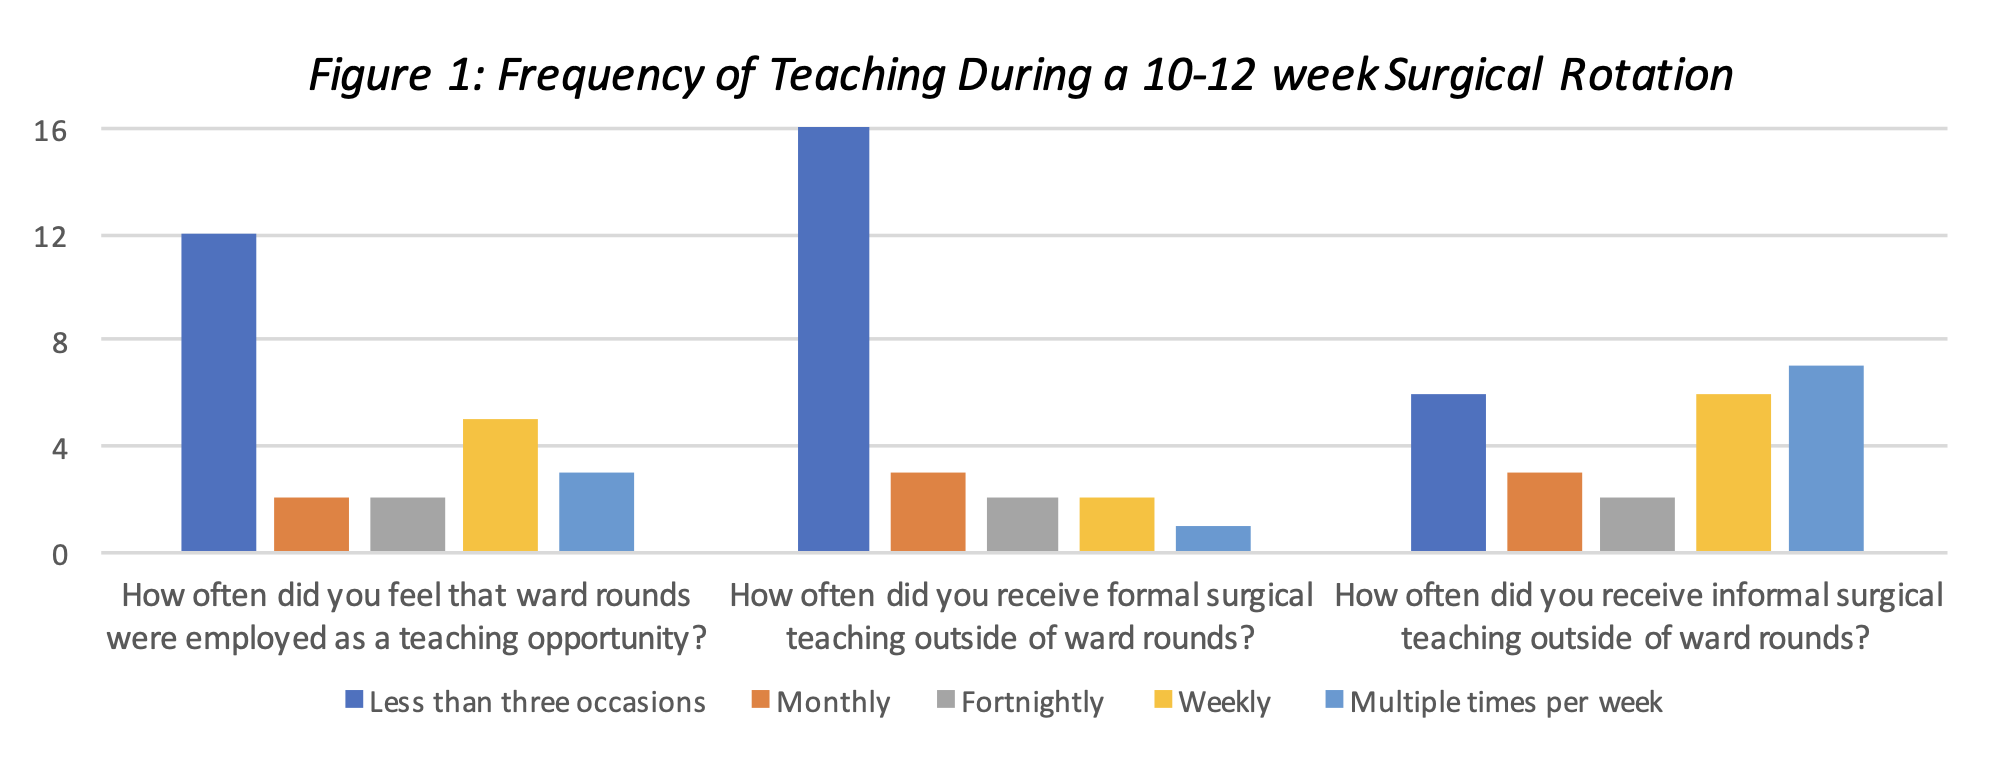 Figure 1: Frequency of Teaching During a 10-12 week Surgical Rotation
16
12
8
4
0
How often did you feel that ward rounds
were employed as a teaching opportunity?
How often did you receive formal surgical
teaching outside of ward rounds?
How often did you receive informal surgical
teaching outside of ward rounds?
Less than three occasions
Monthly
Fortnightly
Weekly
Multiple times per week